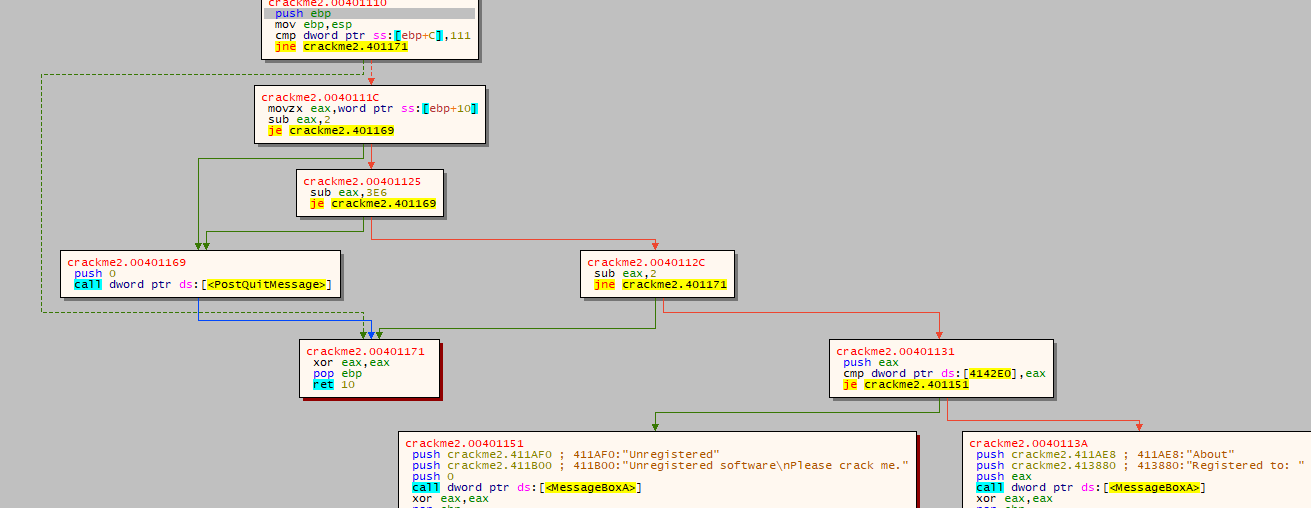 crackme2.00401110
push ebp
mov ebp,esp
cmp dword ptr ss:[ebp+C],111
jne crackme2.401171
crackme2.0040111C
movzx eax,word ptr ss:[ebp+10]
sub eax,2
je crackme2.401169
crackme2.00401125
sub eax,3E6
je crackme2.401169
crackme2.00401169
push 0
call dword ptr ds:[<PostQuitMessage>]
crackme2.0040112C
sub eax,2
jne crackme2.401171
crackme2.00401171
xor eax,eax
pop ebp
ret 10
crackme2.00401131
push eax
cmp dword ptr ds:[4142E0],eax
je crackme2.401151
crackme2.00401151
push crackme2.411AF0 ; 411AF0:"Unregistered"
push crackme2.411B00 ; 411B00:"Unregistered software\nPlease crack me."
push 0
call dword ptr ds:[<MessageBoxA>]
xor eax,eax
crackme2.0040113A
push crackme2.411AE8 ; 411AE8:"About"
push crackme2.413880 ; 413880:"Registered to: "
push eax
call dword ptr ds:[<MessageBoxA>]
xor eax,eax